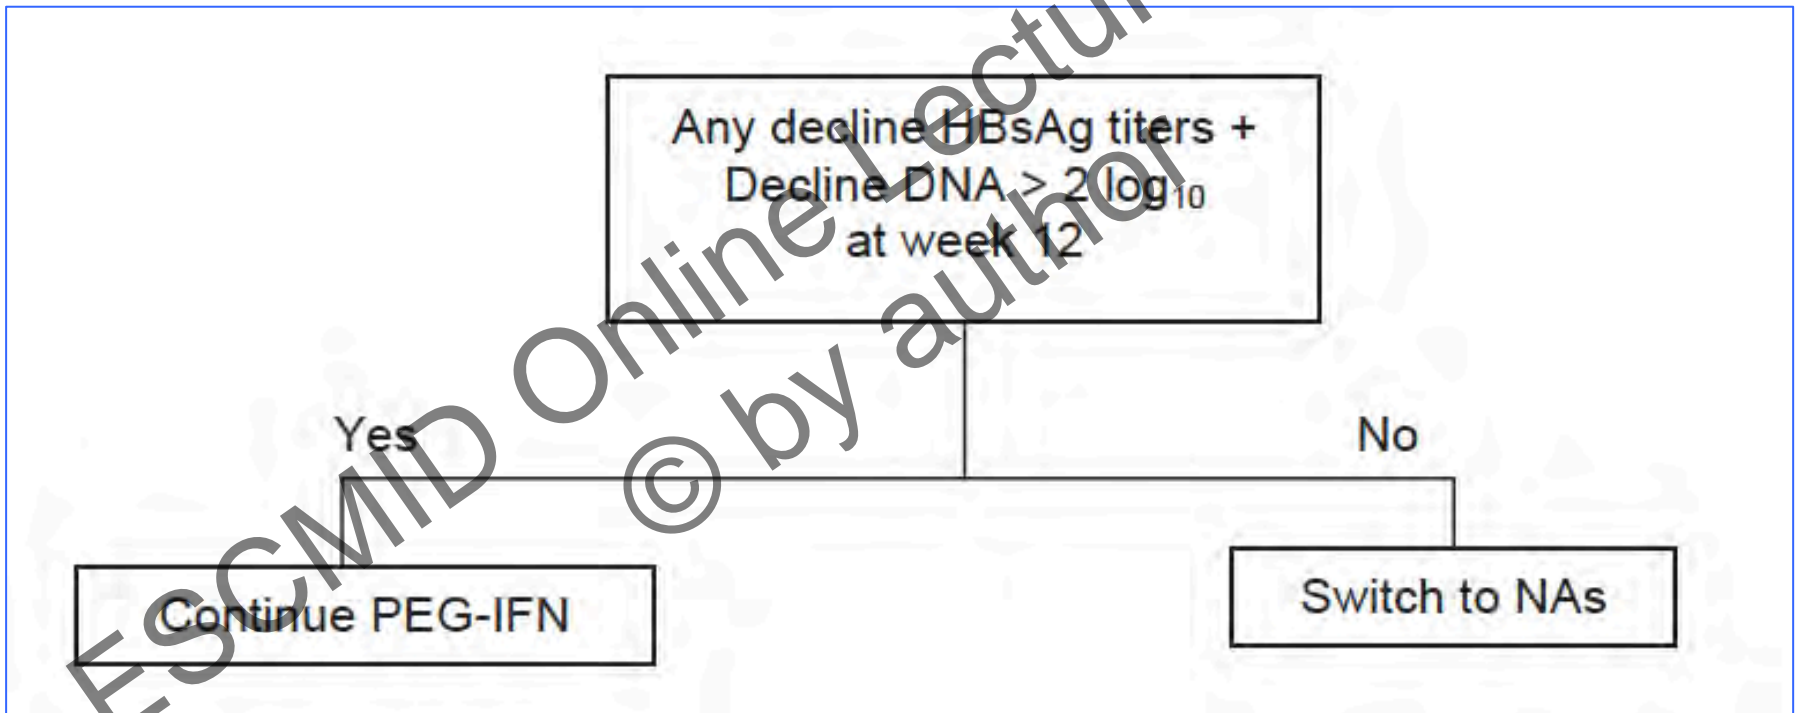 Any decline HBsAg titers +
Decline DNA > 2 log₁₀
at week 12
Yes
No
Continue PEG-IFN
Switch to NAs
ESCMID Online
© by author